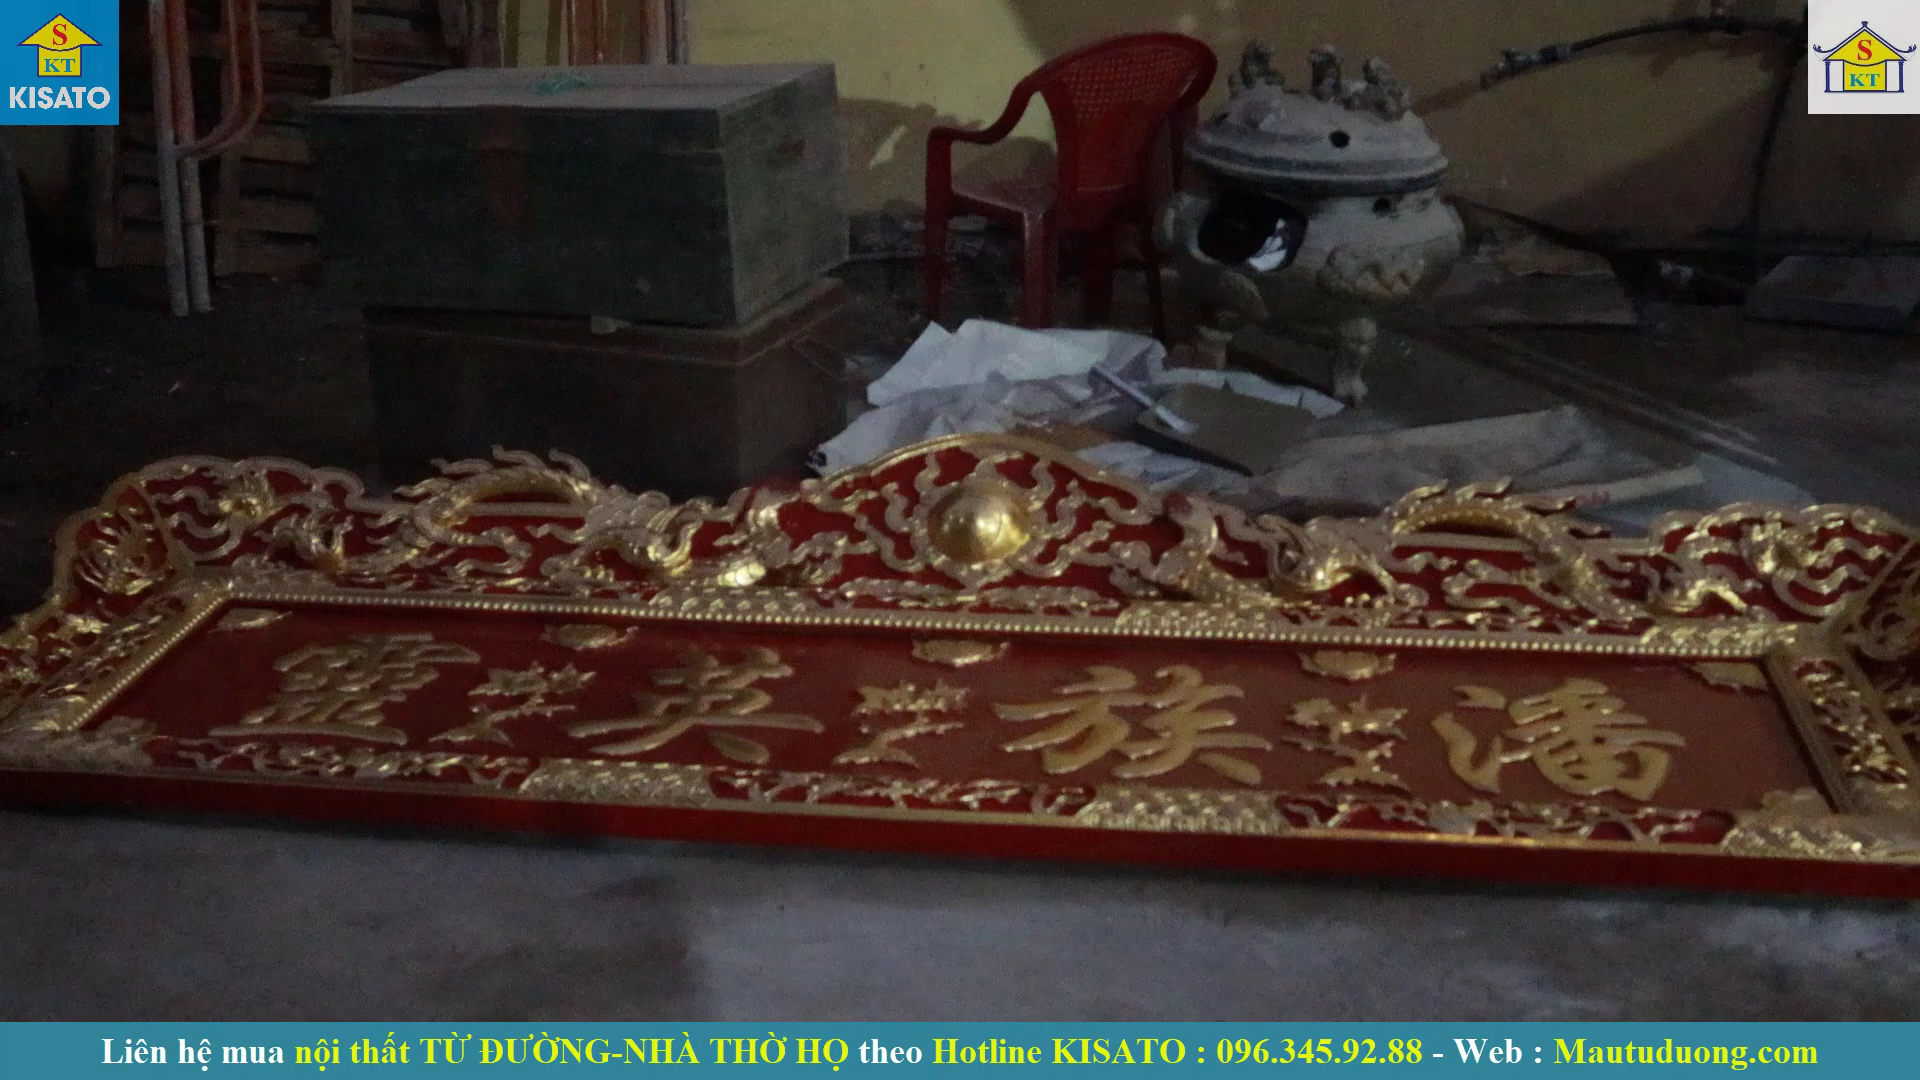 S
KT
KISATO
S
KT
靈英族潘
Liên hệ mua nội thất TỪ ĐƯỜNG-NHÀ THỜ HỌ theo Hotline KISATO : 096.345.92.88 - Web : Mautuduong.com